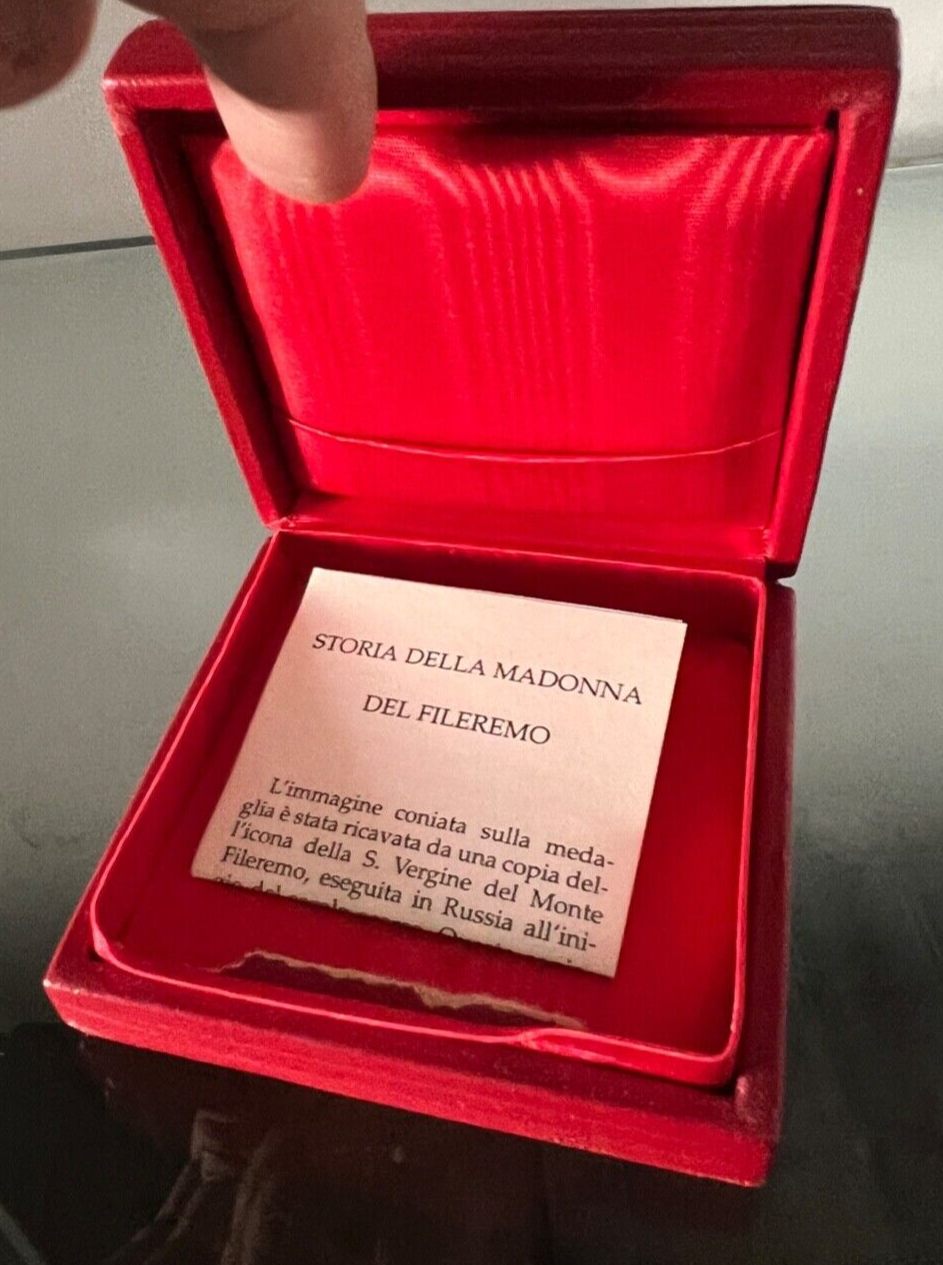 STORIA DELLA MADONNA
DEL FILEREMO
L'immagine coniata sulla meda-
glia è stata ricavata da una copia del-
l'icona della S. Vergine del Monte
Fileremo, eseguita in Russia all'ini-